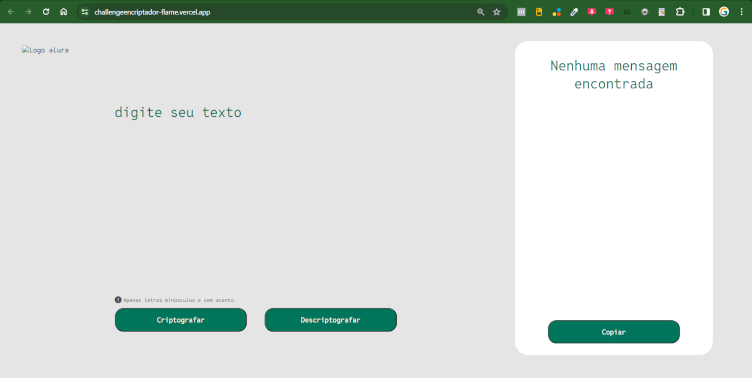 challengeencriptador-flame.vercel.app
Logo alura
Nenhuma mensagem
encontrada
digite seu texto
Apenas letras minúsculas e sem acento.
Criptografar
Descriptografar
Copiar